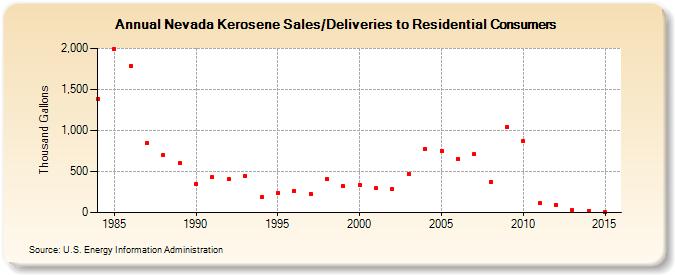 Annual Nevada Kerosene Sales/Deliveries to Residential Consumers
Thousand Gallons
2,000
1,500
1,000
500
0
1985 1990 1995 2000 2005 2010 2015
Source: U.S. Energy Information Administration